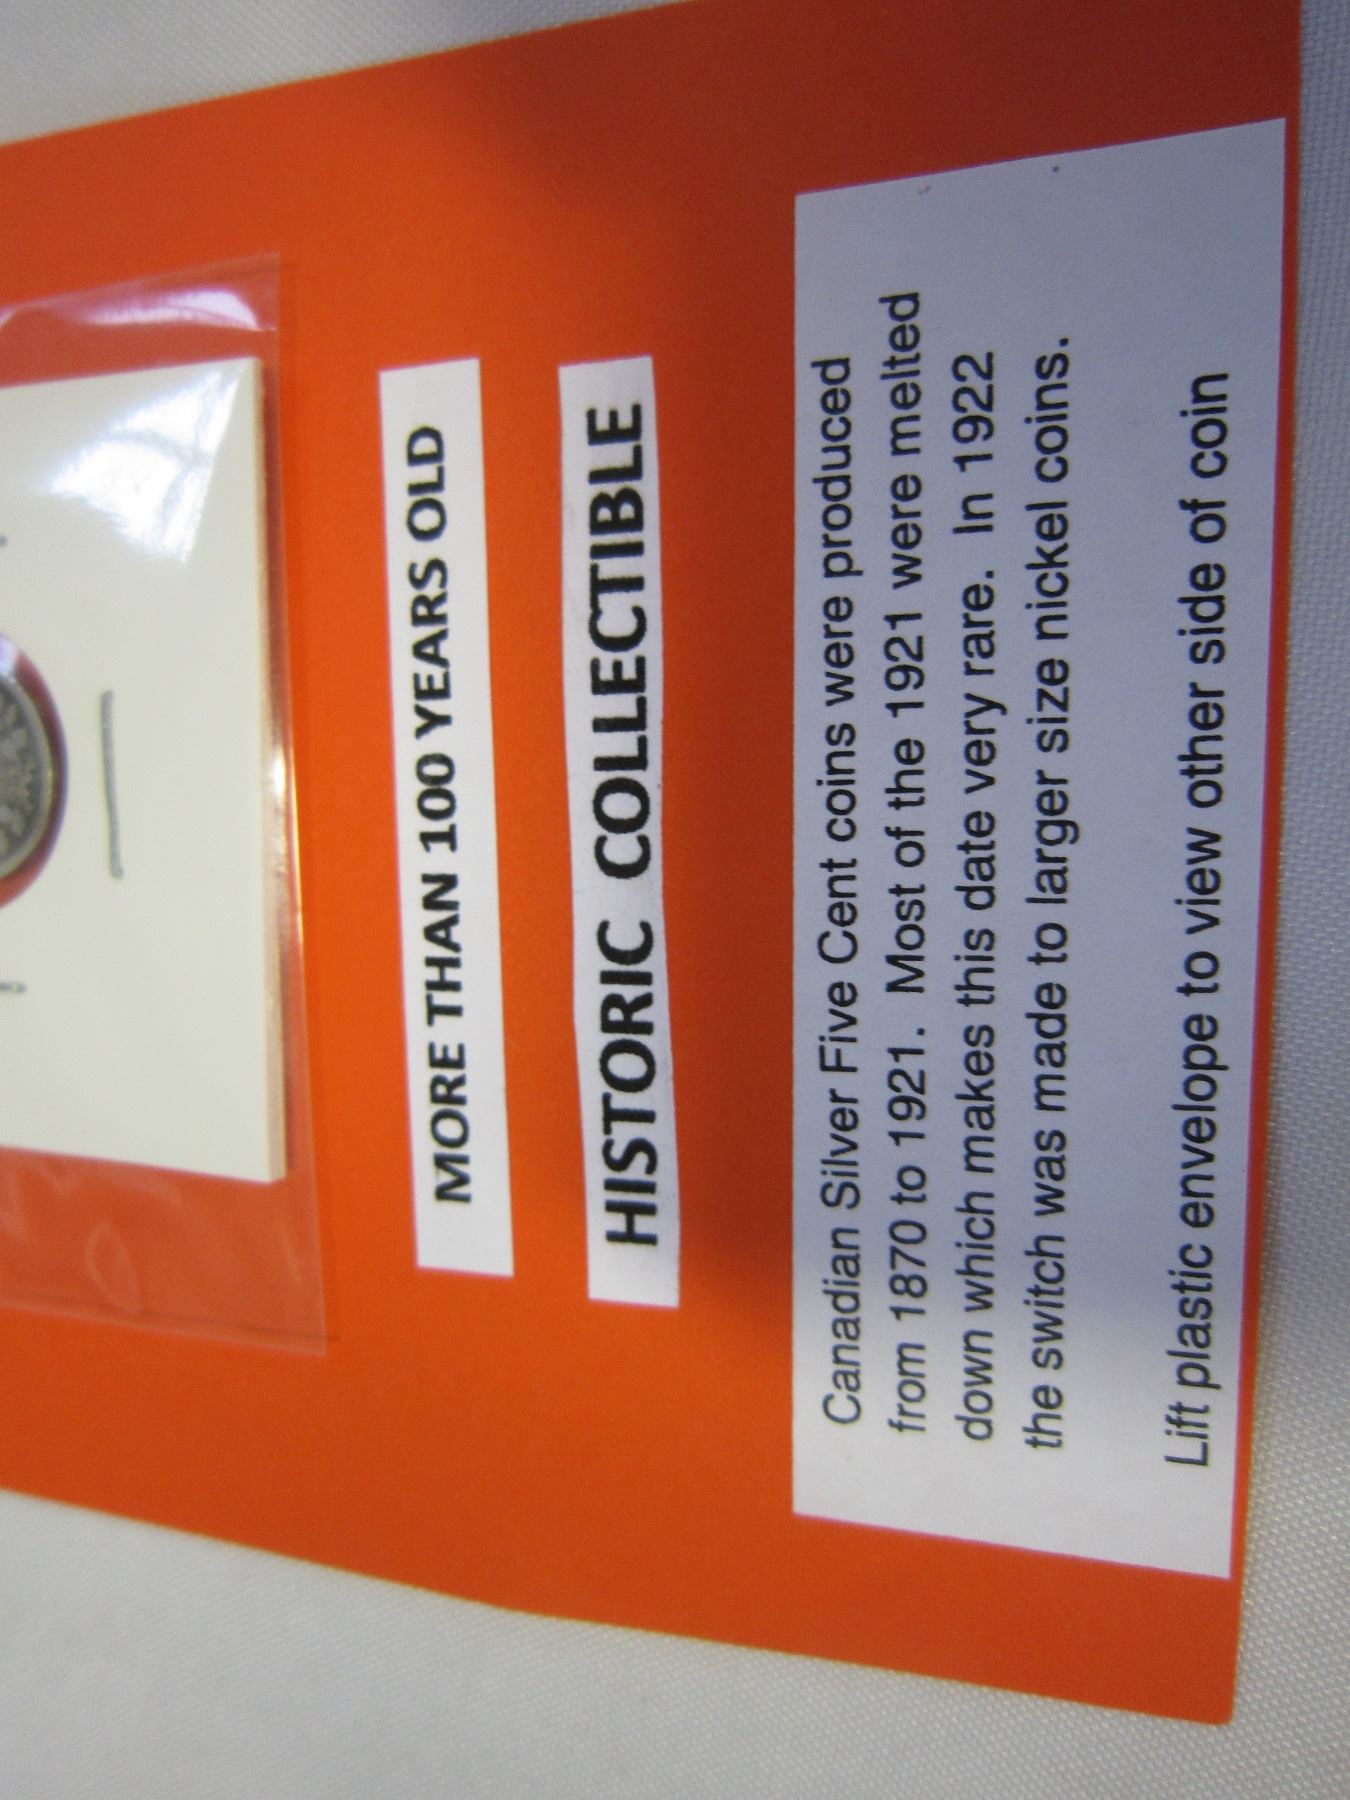 MORE THAN 100 YEARS OLD
HISTORIC COLLECTIBLE
Canadian Silver Five Cent coins were produced
from 1870 to 1921. Most of the 1921 were melted
down which makes this date very rare. In 1922
the switch was made to larger size nickel coins.
Lift plastic envelope to view other side of coin